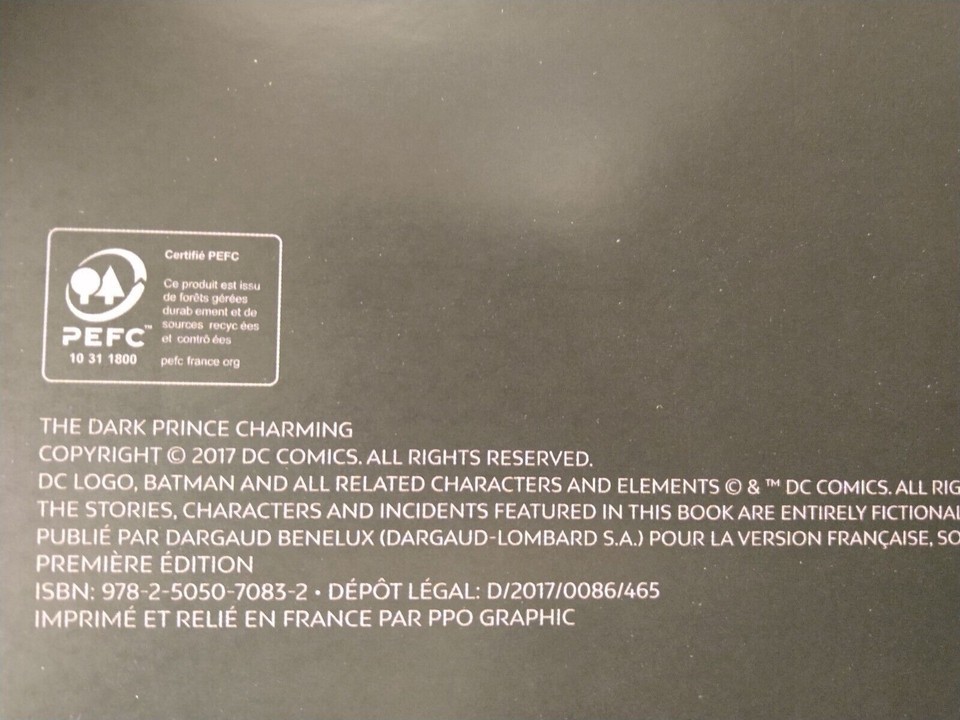 Certifié PEFC
Ce produit est issu
de forêts gérées
durab ement et de
sources recyc ées
et contrô ées
pefc france org
PEFC™
10 31 1800
THE DARK PRINCE CHARMING
COPYRIGHT © 2017 DC COMICS. ALL RIGHTS RESERVED.
DC LOGO, BATMAN AND ALL RELATED CHARACTERS AND ELEMENTS © & ™ DC COMICS. ALL RIG
THE STORIES, CHARACTERS AND INCIDENTS FEATURED IN THIS BOOK ARE ENTIRELY FICTIONAL
PUBLIÉ PAR DARGAUD BENELUX (DARGAUD-LOMBARD S.A.) POUR LA VERSION FRANÇAISE, SO
PREMIÈRE ÉDITION
ISBN: 978-2-5050-7083-2 • DÉPÔT LÉGAL: D/2017/0086/465
IMPRIMÉ ET RELIÉ EN FRANCE PAR PPO GRAPHIC